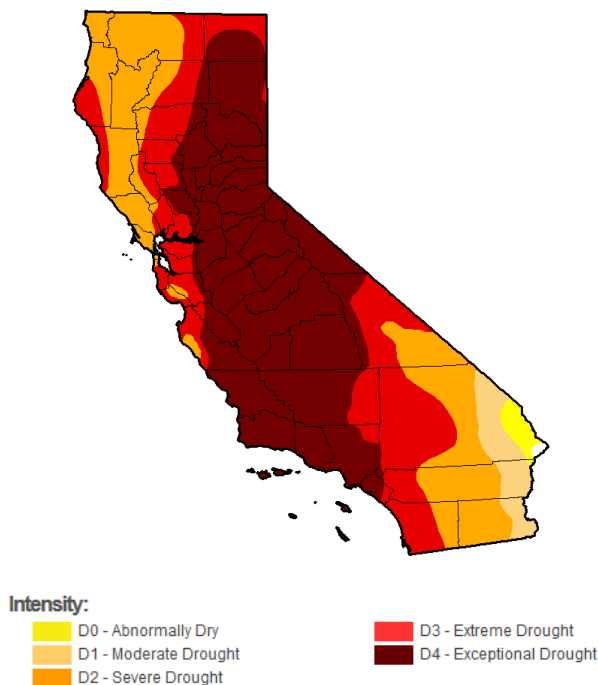 Intensity:
D0 - Abnormally Dry
D1 - Moderate Drought
D2 - Severe Drought
D3 - Extreme Drought
D4 - Exceptional Drought